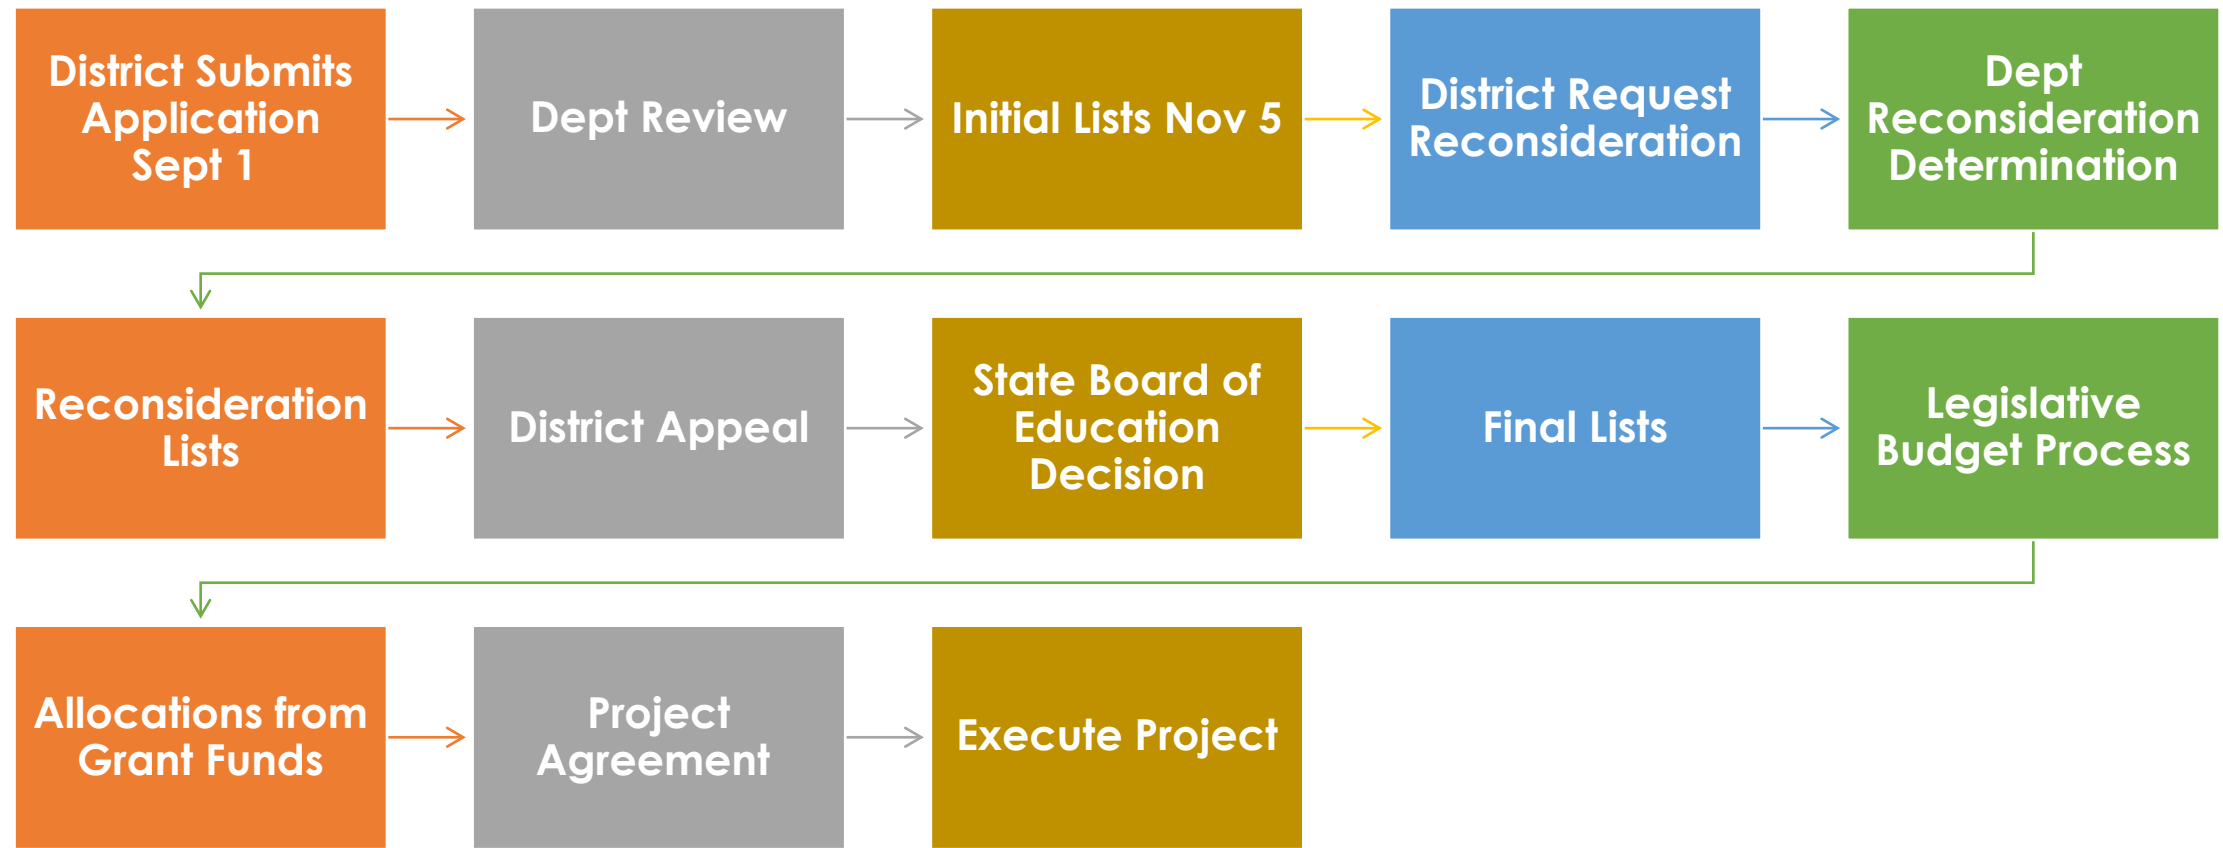 District Submits
Application
Sept 1
Dept Review
Initial Lists Nov 5
District Request
Reconsideration
Dept
Reconsideration
Determination
Reconsideration
Lists
District Appeal
State Board of
Education
Decision
Final Lists
Legislative
Budget Process
Allocations from
Grant Funds
Project
Agreement
Execute Project